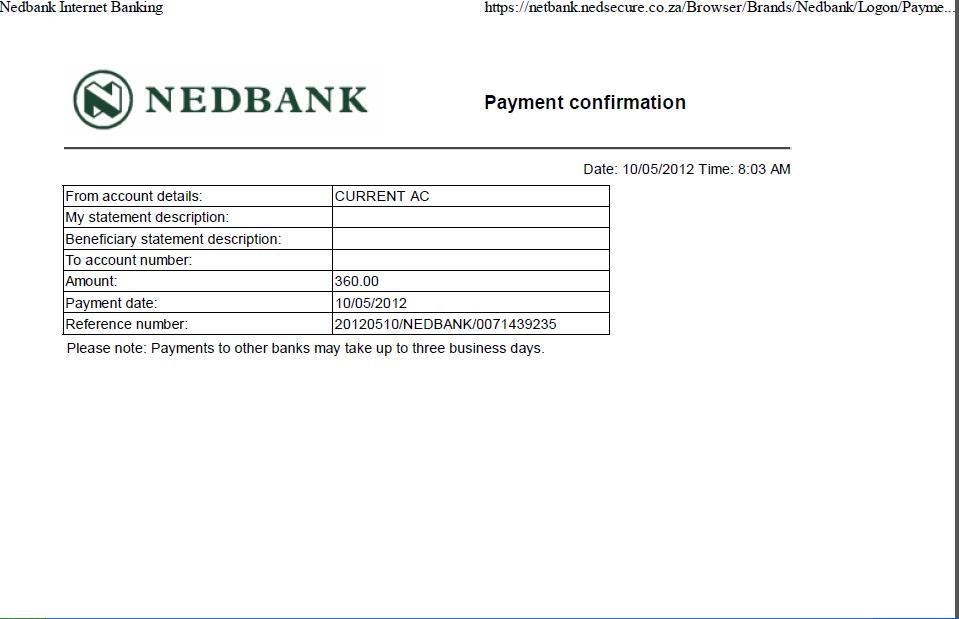 Nedbank Internet Banking https://netbank.nedsecure.co.za/Browser/Brands/Nedbank/Logon/Payme...
NEDBANK Payment confirmation
Date: 10/05/2012 Time: 8:03 AM
From account details: CURRENT AC
My statement description:
Beneficiary statement description:
To account number:
Amount: 360.00
Payment date: 10/05/2012
Reference number: 20120510/NEDBANK/0071439235
Please note: Payments to other banks may take up to three business days.